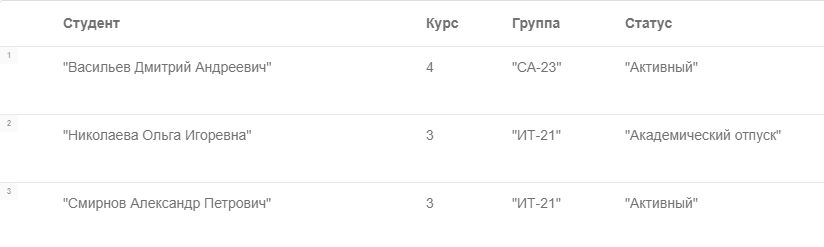 Студент Курс Группа Статус
1
"Васильев Дмитрий Андреевич" 4 "СА-23" "Активный"
2
"Николаева Ольга Игоревна" 3 "ИТ-21" "Академический отпуск"
3
"Смирнов Александр Петрович" 3 "ИТ-21" "Активный"